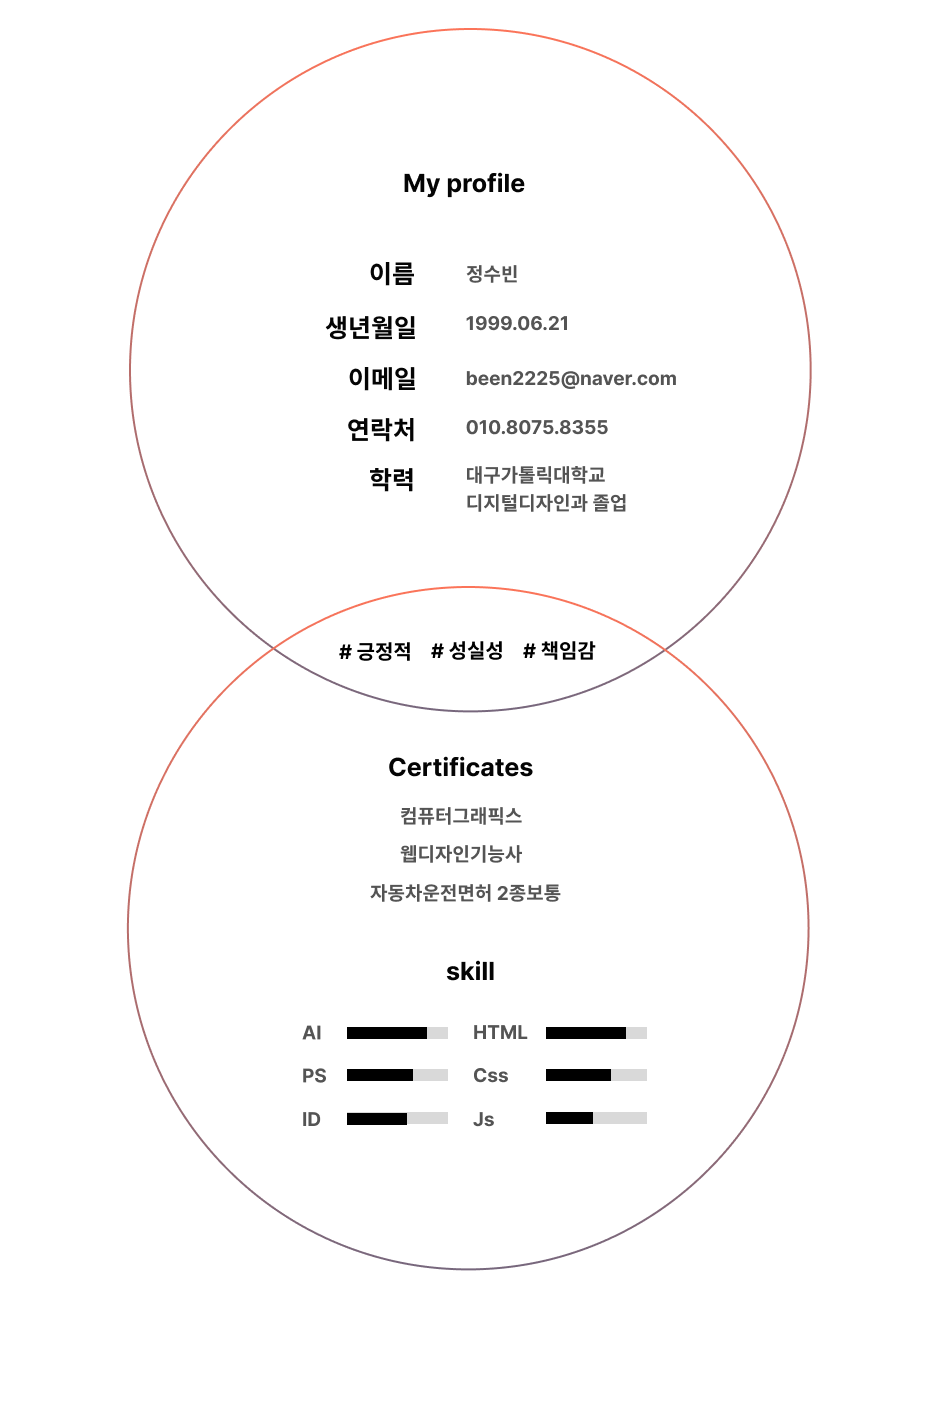 My profile
이름 정수빈
생년월일 1999.06.21
이메일 been2225@naver.com
연락처 010.8075.8355
학력 대구가톨릭대학교
디지털디자인과 졸업
# 긍정적 # 성실성 # 책임감
Certificates
컴퓨터그래픽스
웹디자인기능사
자동차운전면허 2종보통
skill
AI HTML
PS Css
ID Js